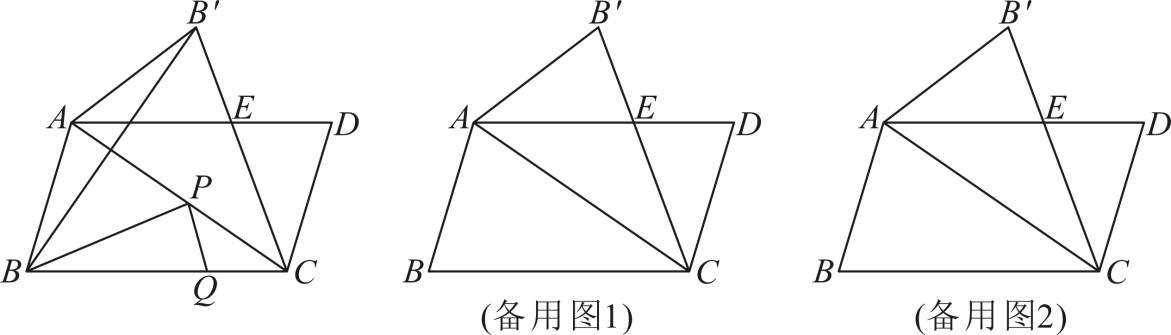 B′ B′ B′
A E D A E D A E D
P
B Q C B C B C
(备用图1) (备用图2)